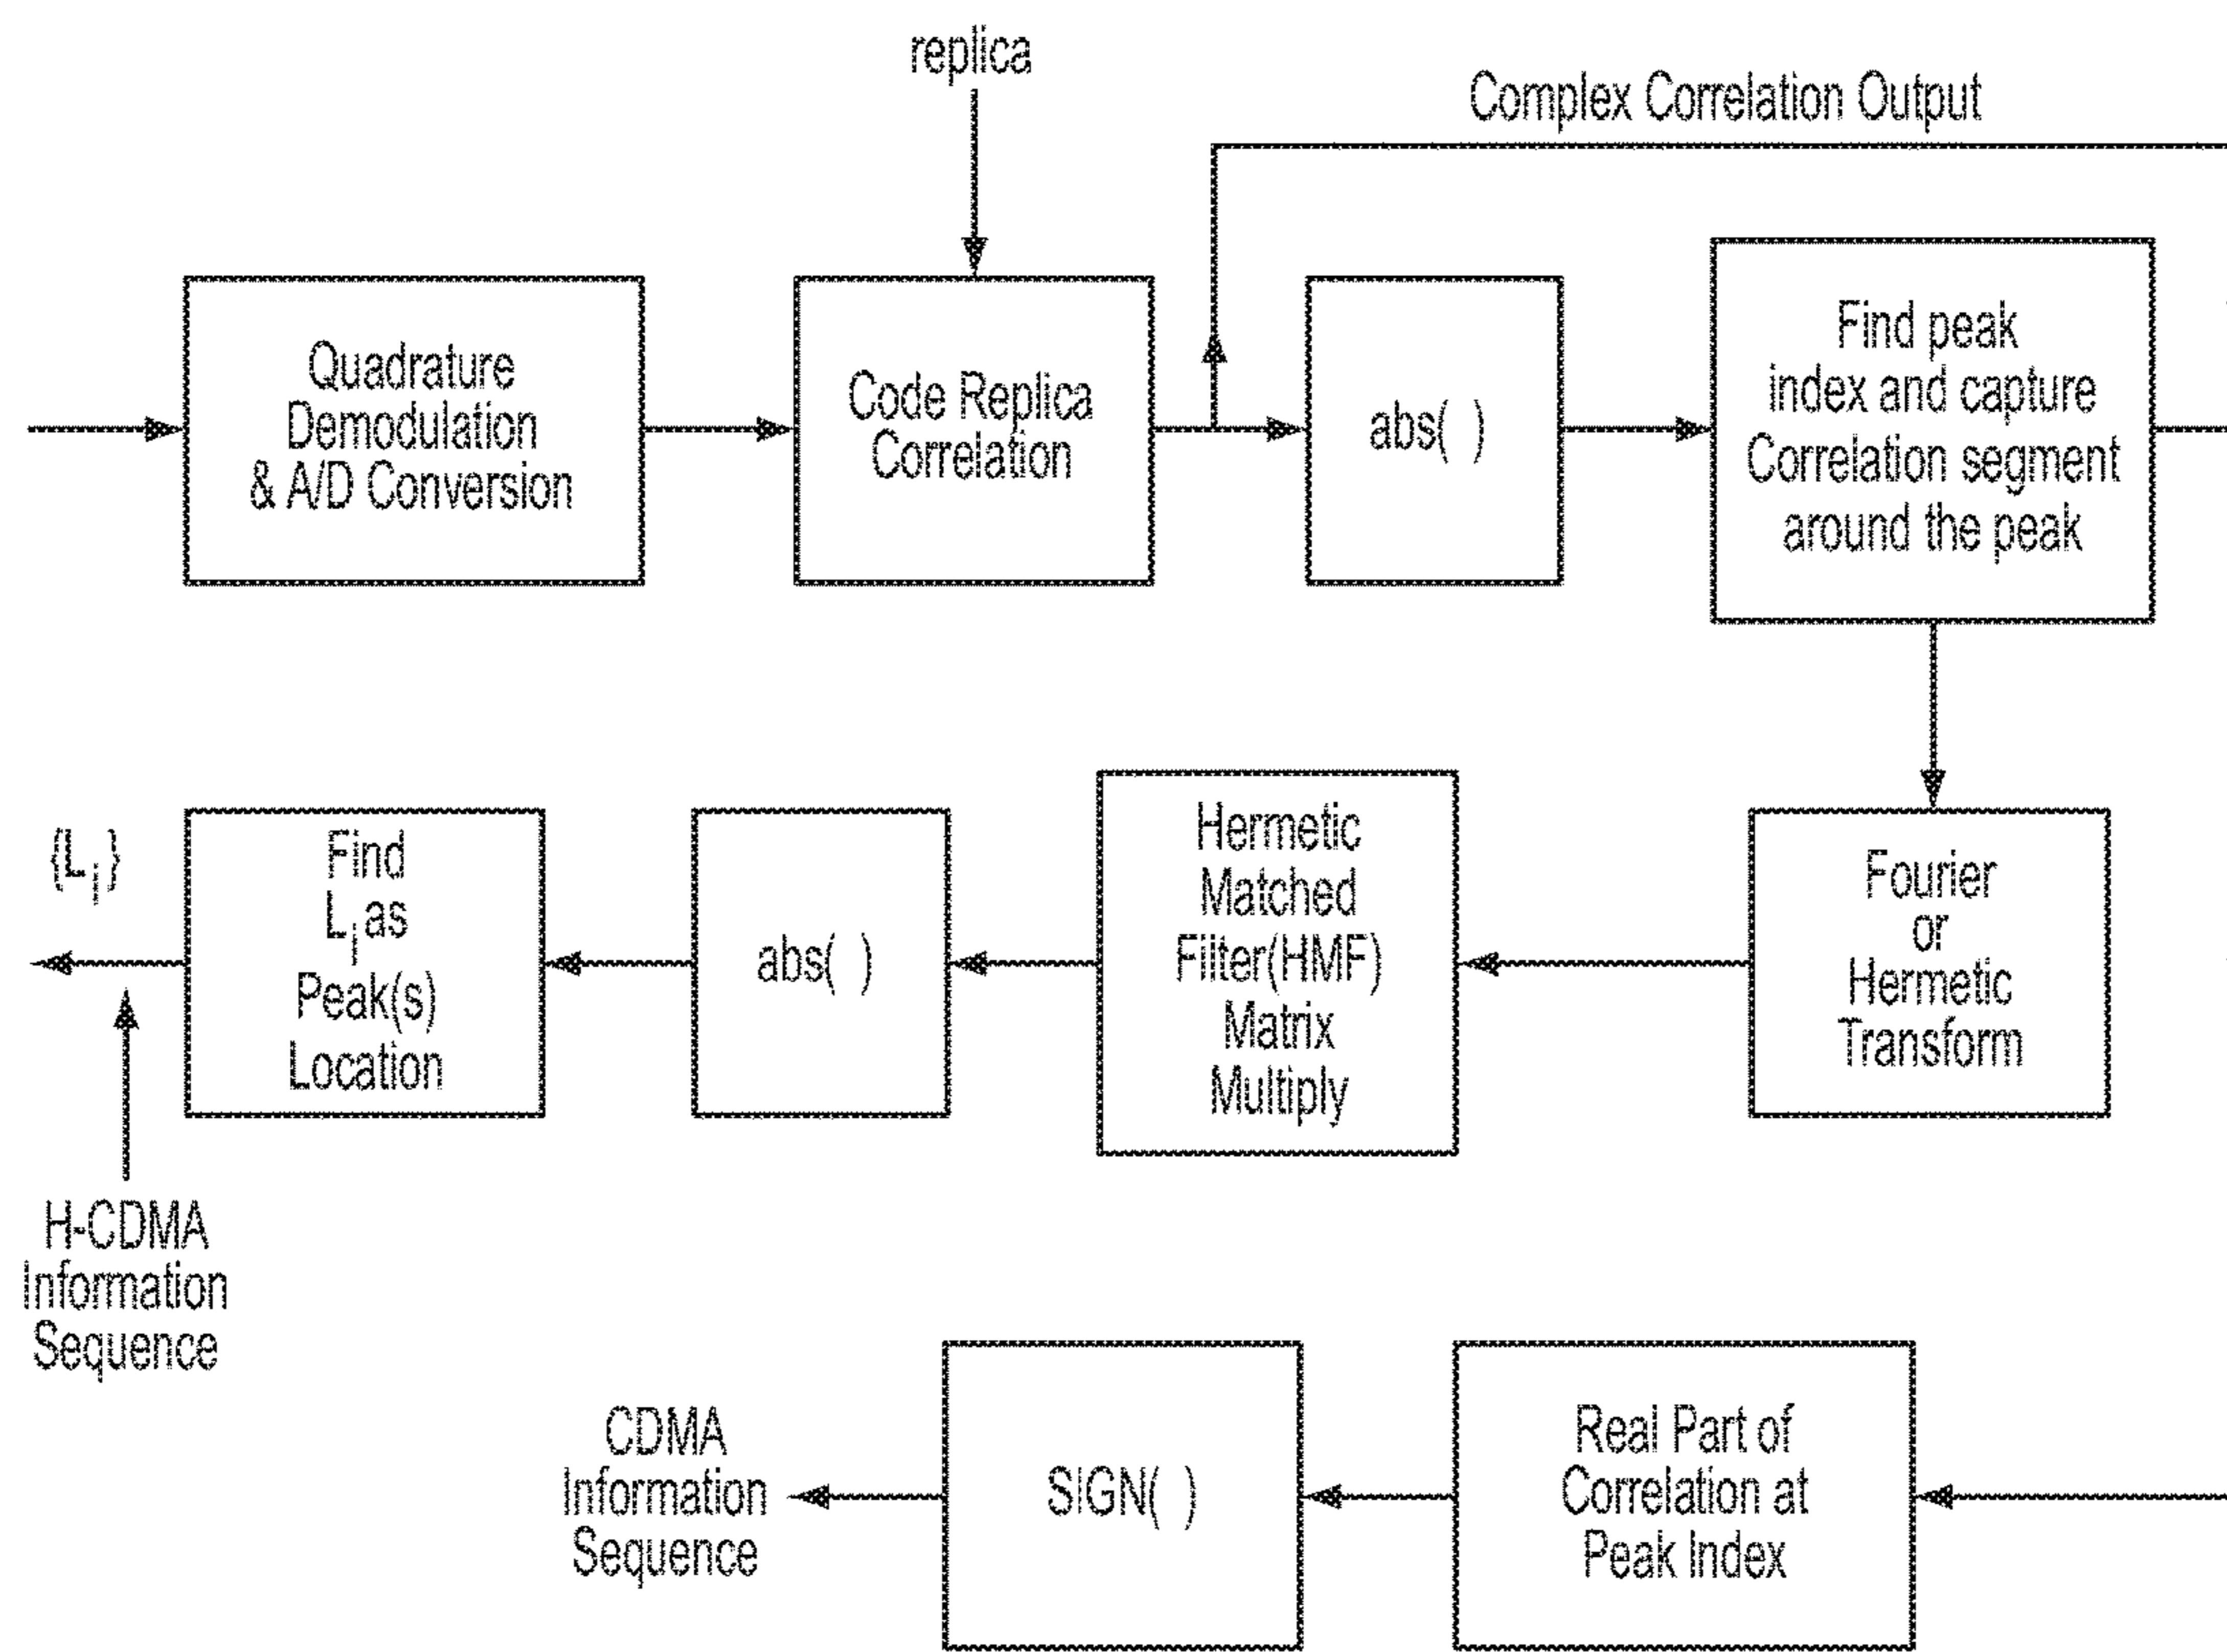 replica
Complex Correlation Output
Quadrature
Demodulation
& A/D Conversion
Code Replica
Correlation
abs( )
Find peak
index and capture
Correlation segment
around the peak
{Li}
Find
Li as
Peak(s)
Location
abs( )
Hermetic
Matched
Filter(HMF)
Matrix
Multiply
Fourier
or
Hermetic
Transform
H-CDMA
Information
Sequence
CDMA
Information
Sequence
SIGN( )
Real Part of
Correlation at
Peak Index